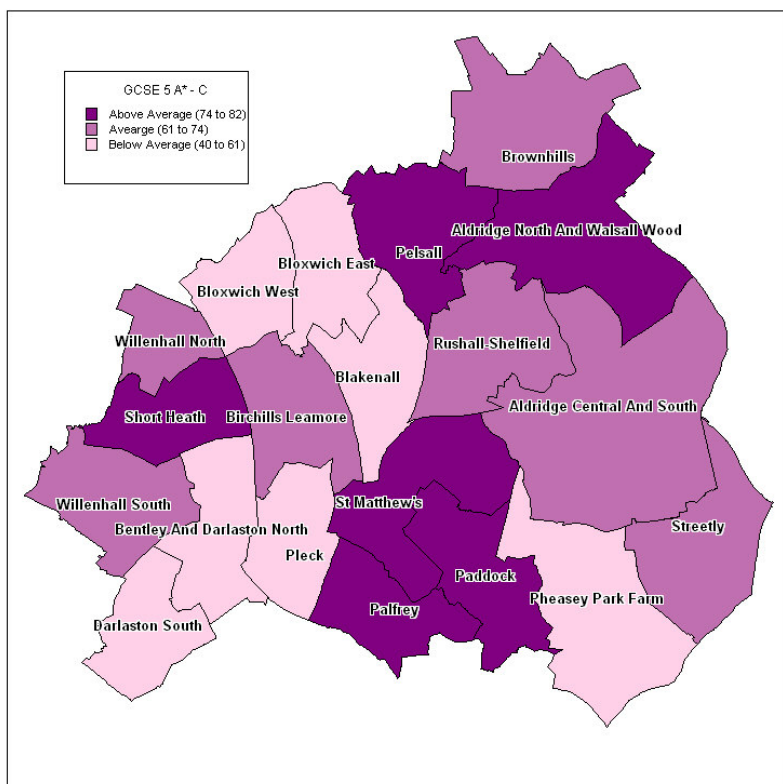 GCSE 5 A* - C
Above Average (74 to 82)
Avearge (61 to 74)
Below Average (40 to 61)
Brownhills
Aldridge North And Walsall Wood
Pelsall
Bloxwich East
Bloxwich West
Willenhall North
Rushall-Shelfield
Blakenall
Short Heath
Birchills Leamore
Aldridge Central And South
Willenhall South
St Matthew's
Bentley And Darlaston North
Streetly
Pleck
Paddock
Pheasey Park Farm
Palfrey
Darlaston South